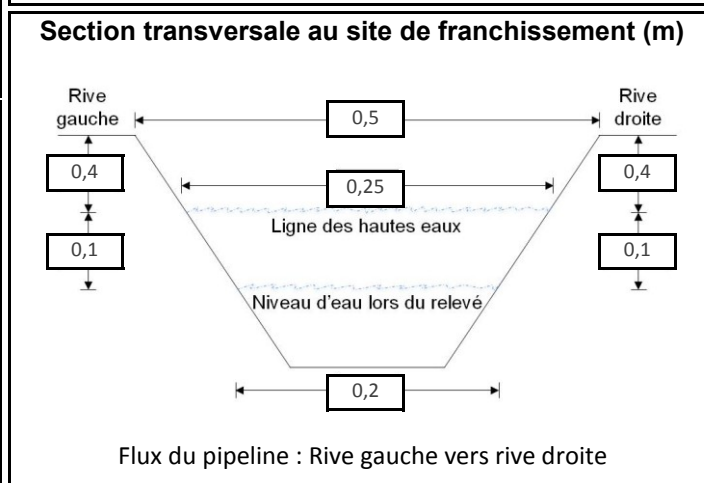 Section transversale au site de franchissement (m)
Rive
gauche
0,5
Rive
droite
0,4
0,25
0,4
Ligne des hautes eaux
0,1
0,1
Niveau d'eau lors du relevé
0,2
Flux du pipeline : Rive gauche vers rive droite